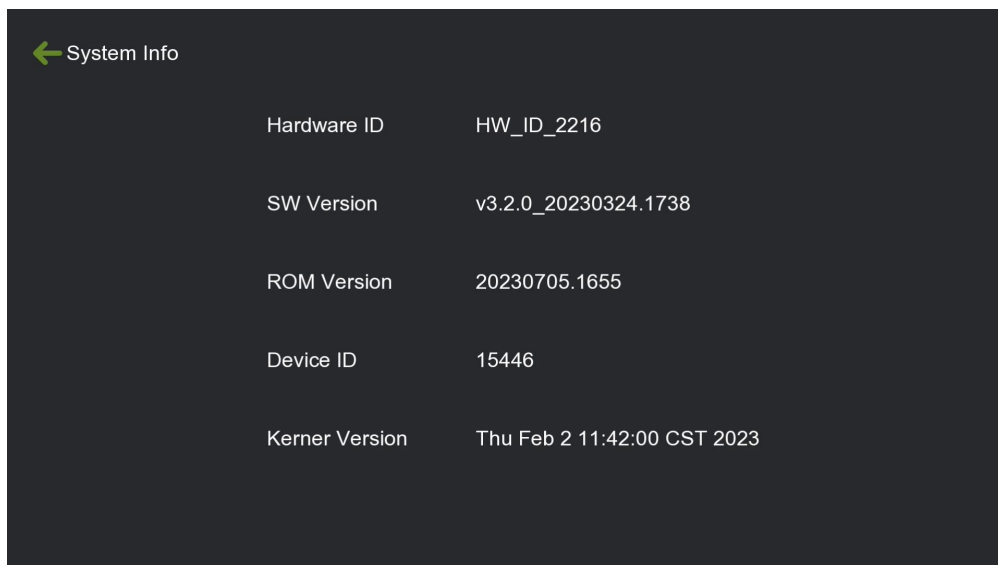 System Info
Hardware ID HW_ID_2216
SW Version v3.2.0_20230324.1738
ROM Version 20230705.1655
Device ID 15446
Kerner Version Thu Feb 2 11:42:00 CST 2023